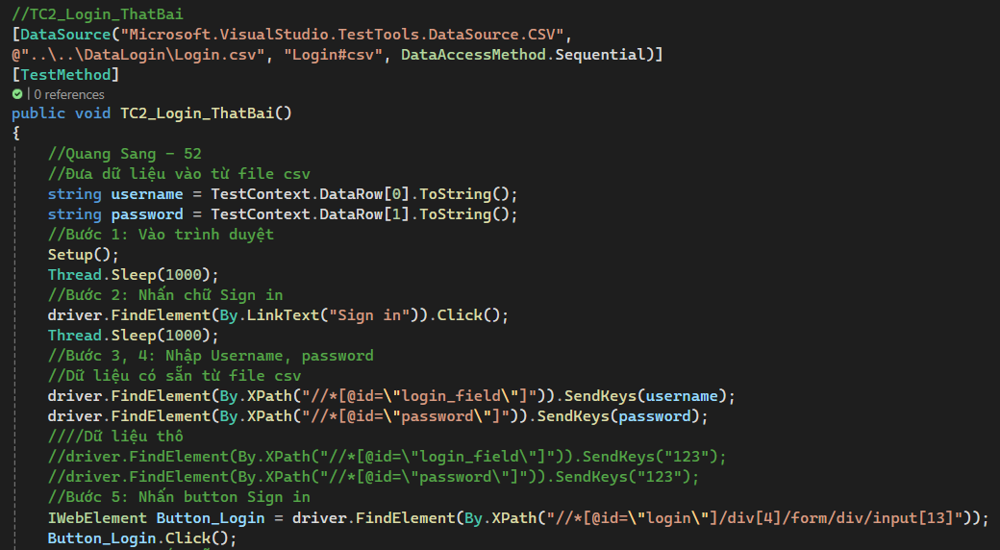 //TC2_Login_ThatBai
[DataSource("Microsoft.VisualStudio.TestTools.DataSource.CSV",
@"..\..\DataLogin\Login.csv", "Login#csv", DataAccessMethod.Sequential)]
[TestMethod]
| 0 references
public void TC2_Login_ThatBai()
{
//Quang Sang - 52
//Đưa dữ liệu vào từ file csv
string username = TestContext.DataRow[0].ToString();
string password = TestContext.DataRow[1].ToString();
//Bước 1: Vào trình duyệt
Setup();
Thread.Sleep(1000);
//Bước 2: Nhấn chữ Sign in
driver.FindElement(By.LinkText("Sign in")).Click();
Thread.Sleep(1000);
//Bước 3, 4: Nhập Username, password
//Dữ liệu có sẵn từ file csv
driver.FindElement(By.XPath("//*[@id=\"login_field\"]")).SendKeys(username);
driver.FindElement(By.XPath("//*[@id=\"password\"]")).SendKeys(password);
////Dữ liệu thô
//driver.FindElement(By.XPath("//*[@id=\"login_field\"]")).SendKeys("123");
//driver.FindElement(By.XPath("//*[@id=\"password\"]")).SendKeys("123");
//Bước 5: Nhấn button Sign in
IWebElement Button_Login = driver.FindElement(By.XPath("//*[@id=\"login\"]/div[4]/form/div/input[13]"));
Button_Login.Click();